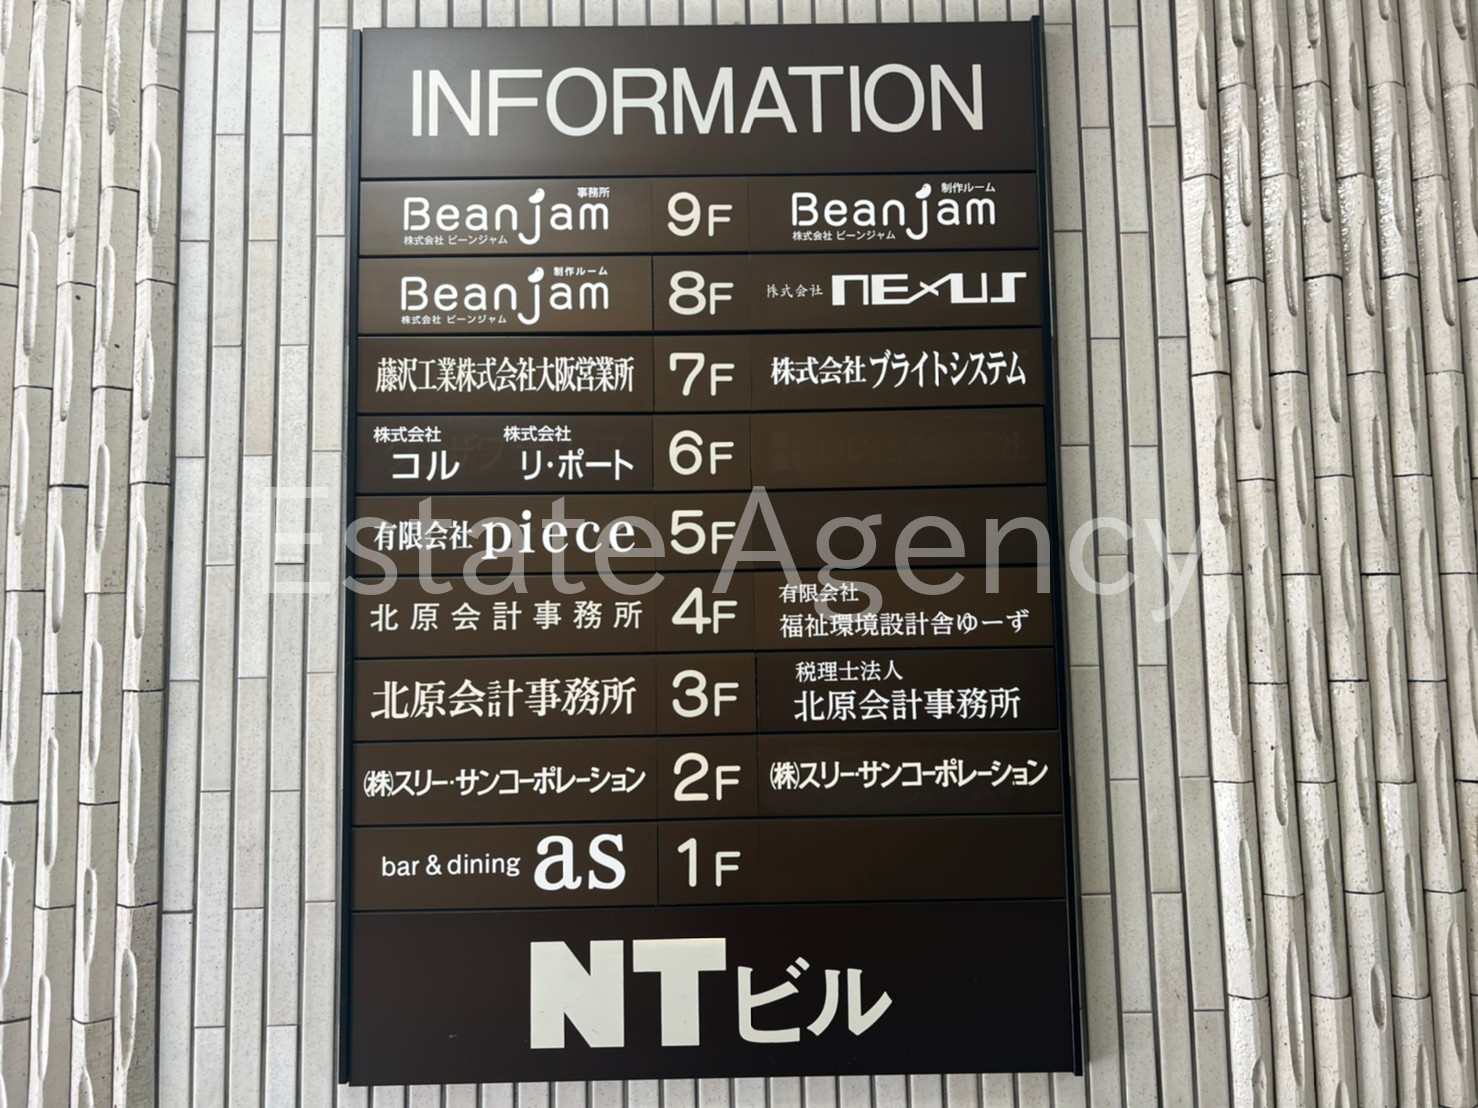 INFORMATION
事務所
Beanjam
株式会社 ビーンジャム
9F
制作ルーム
Beanjam
株式会社 ビーンジャム
制作ルーム
Beanjam
株式会社 ビーンジャム
8F
株式会社 NEXUS
藤沢工業株式会社大阪営業所 7F 株式会社ブライトシステム
株式会社 株式会社
コル リ・ポート
6F
有限会社piece 5F
Estate Agency
北原会計事務所 4F
有限会社
福祉環境設計舎ゆーず
北原会計事務所 3F
税理士法人
北原会計事務所
㈱スリー・サンコーポレーション 2F ㈱スリー・サンコーポレーション
bar & dining as 1F
NTビル